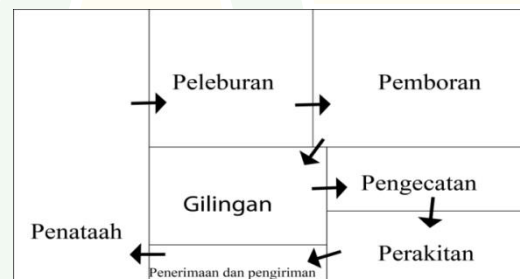 Peleburan
Pemboran
Gilingan
Pengecatan
Penataah
Perakitan
Penerimaan dan pengiriman